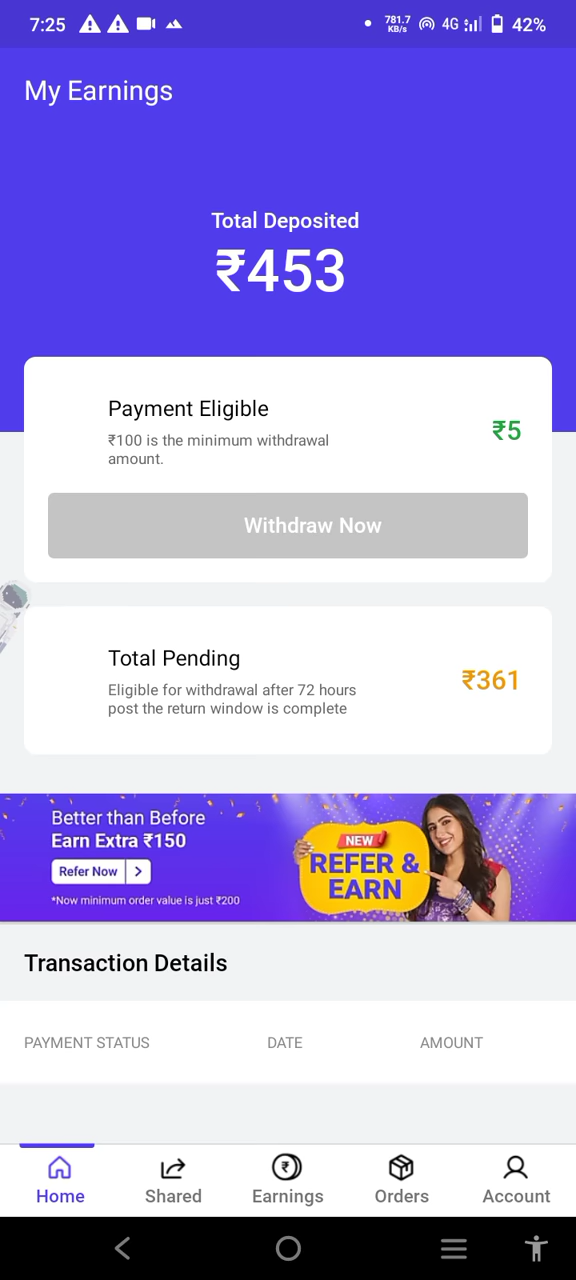 7:25
781.7
KB/s
4G
42%
My Earnings
Total Deposited
₹453
Payment Eligible
₹100 is the minimum withdrawal
amount.
₹5
Withdraw Now
Total Pending
Eligible for withdrawal after 72 hours
post the return window is complete
₹361
Better than Before
Earn Extra ₹150
Refer Now
*Now minimum order value is just ₹200
NEW
REFER &
EARN
Transaction Details
PAYMENT STATUS DATE AMOUNT
Home Shared Earnings Orders Account